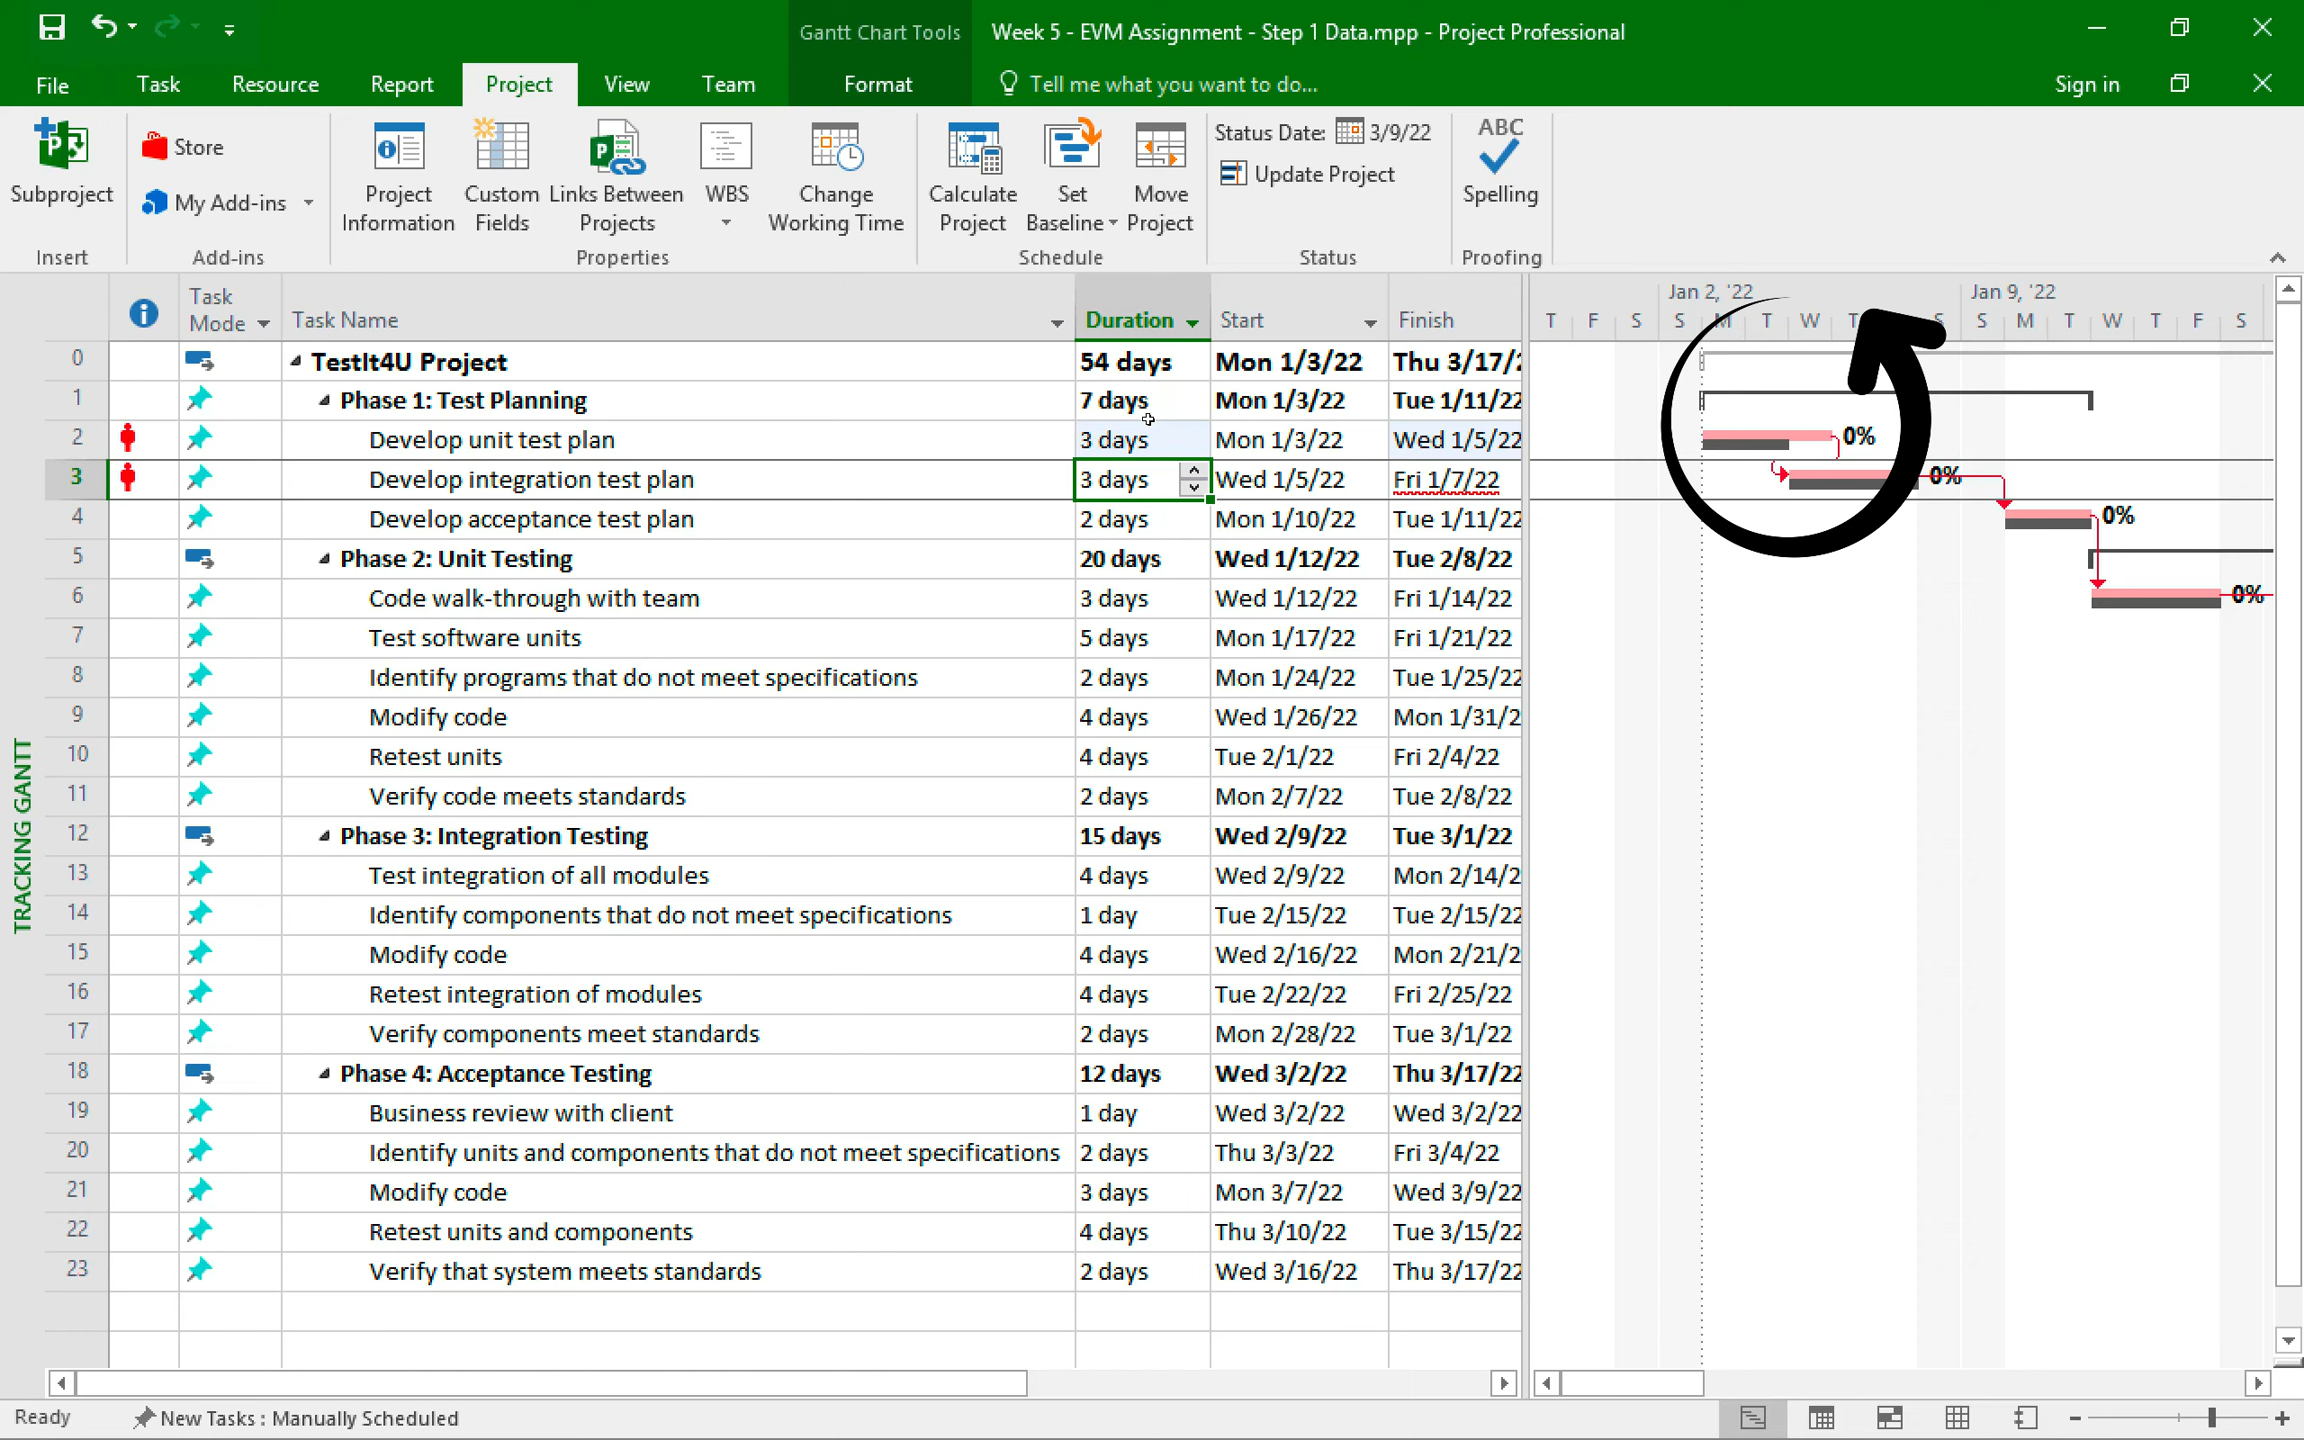 Gantt Chart Tools
Week 5 - EVM Assignment - Step 1 Data.mpp - Project Professional
File Task Resource Report Project View Team Format Tell me what you want to do... Sign in
Subproject
Store
My Add-ins
Project Information
Custom Fields
Links Between Projects
WBS
Change Working Time
Calculate Project
Set Baseline
Move Project
Status Date: 3/9/22
Update Project
ABC
Spelling
Insert Add-ins Properties Schedule Status Proofing
Task Mode Task Name Duration Start Finish
Jan 2, '22 Jan 9, '22
T F S S M T W T S S M T W T F S
0 TestIt4U Project 54 days Mon 1/3/22 Thu 3/17/2
1 Phase 1: Test Planning 7 days Mon 1/3/22 Tue 1/11/22
2 Develop unit test plan 3 days Mon 1/3/22 Wed 1/5/22 0%
3 Develop integration test plan 3 days Wed 1/5/22 Fri 1/7/22 0%
4 Develop acceptance test plan 2 days Mon 1/10/22 Tue 1/11/22 0%
5 Phase 2: Unit Testing 20 days Wed 1/12/22 Tue 2/8/22
6 Code walk-through with team 3 days Wed 1/12/22 Fri 1/14/22 0%
7 Test software units 5 days Mon 1/17/22 Fri 1/21/22
8 Identify programs that do not meet specifications 2 days Mon 1/24/22 Tue 1/25/22
9 Modify code 4 days Wed 1/26/22 Mon 1/31/2
10 Retest units 4 days Tue 2/1/22 Fri 2/4/22
11 Verify code meets standards 2 days Mon 2/7/22 Tue 2/8/22
12 Phase 3: Integration Testing 15 days Wed 2/9/22 Tue 3/1/22
13 Test integration of all modules 4 days Wed 2/9/22 Mon 2/14/2
14 Identify components that do not meet specifications 1 day Tue 2/15/22 Tue 2/15/22
15 Modify code 4 days Wed 2/16/22 Mon 2/21/2
16 Retest integration of modules 4 days Tue 2/22/22 Fri 2/25/22
17 Verify components meet standards 2 days Mon 2/28/22 Tue 3/1/22
18 Phase 4: Acceptance Testing 12 days Wed 3/2/22 Thu 3/17/22
19 Business review with client 1 day Wed 3/2/22 Wed 3/2/22
20 Identify units and components that do not meet specifications 2 days Thu 3/3/22 Fri 3/4/22
21 Modify code 3 days Mon 3/7/22 Wed 3/9/22
22 Retest units and components 4 days Thu 3/10/22 Tue 3/15/22
23 Verify that system meets standards 2 days Wed 3/16/22 Thu 3/17/22
TRACKING GANTT
Ready New Tasks : Manually Scheduled